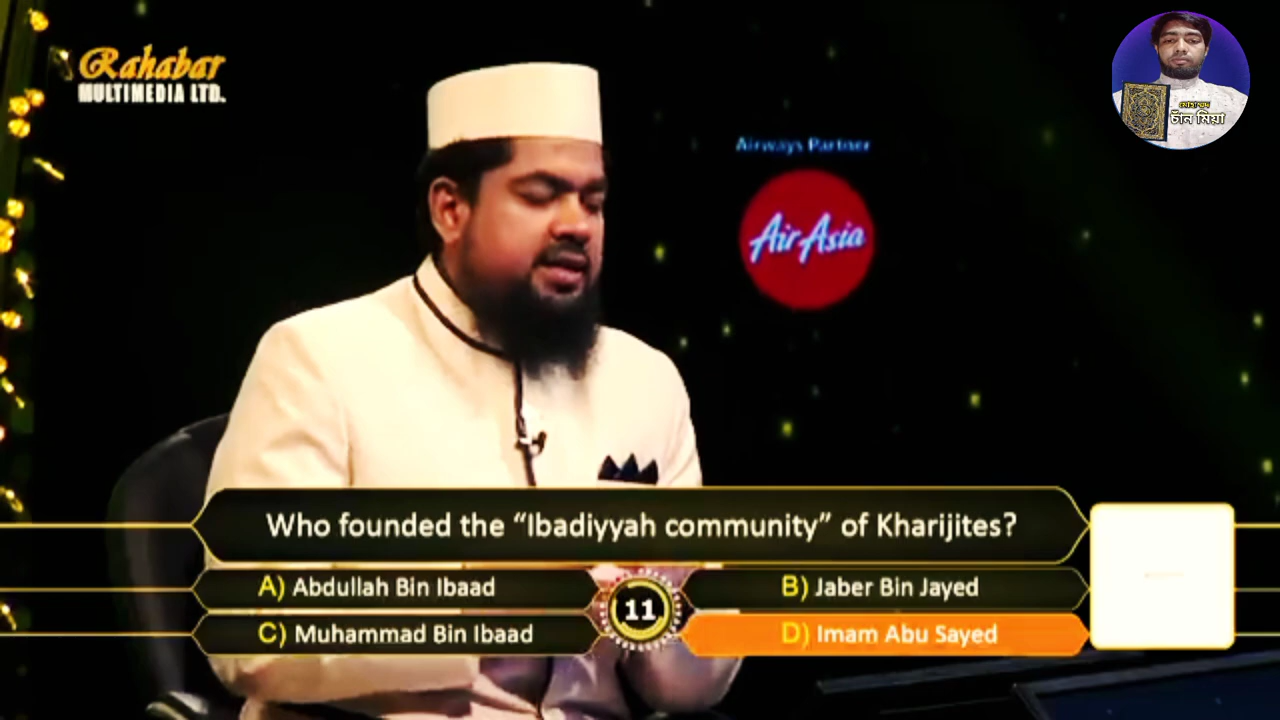 Rahabar
MULTIMEDIA LTD.
মোহাম্মদ
চাঁন মিয়া
Airways Partner
AirAsia
Who founded the “Ibadiyyah community” of Kharijites?
A) Abdullah Bin Ibaad
B) Jaber Bin Jayed
11
C) Muhammad Bin Ibaad
D) Imam Abu Sayed